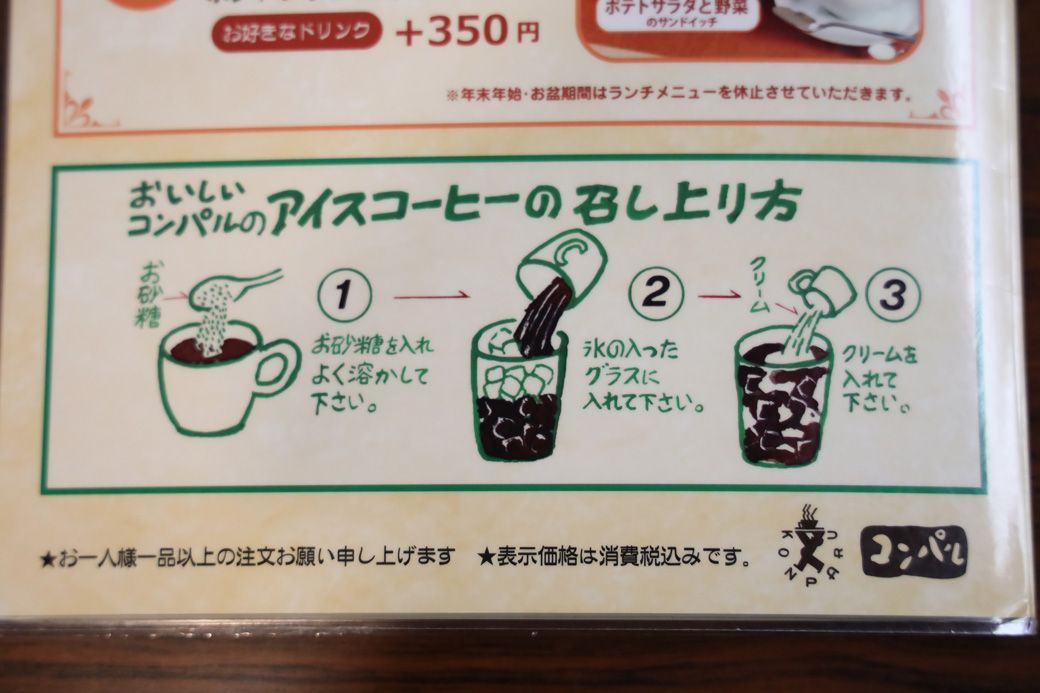 お好きなドリンク +350円
ポテトサラダと野菜
のサンドイッチ
※年末年始・お盆期間はランチメニューを休止させていただきます。
おいしい
コンパルのアイスコーヒーの召し上り方
お砂糖
1
お砂糖を入れ
よく溶かして
下さい。
2
氷の入った
グラスに
入れて下さい。
クリーム
3
クリームを
入れて
下さい。
★お一人様一品以上の注文お願い申し上げます ★表示価格は消費税込みです。
KONPARU
コンパル